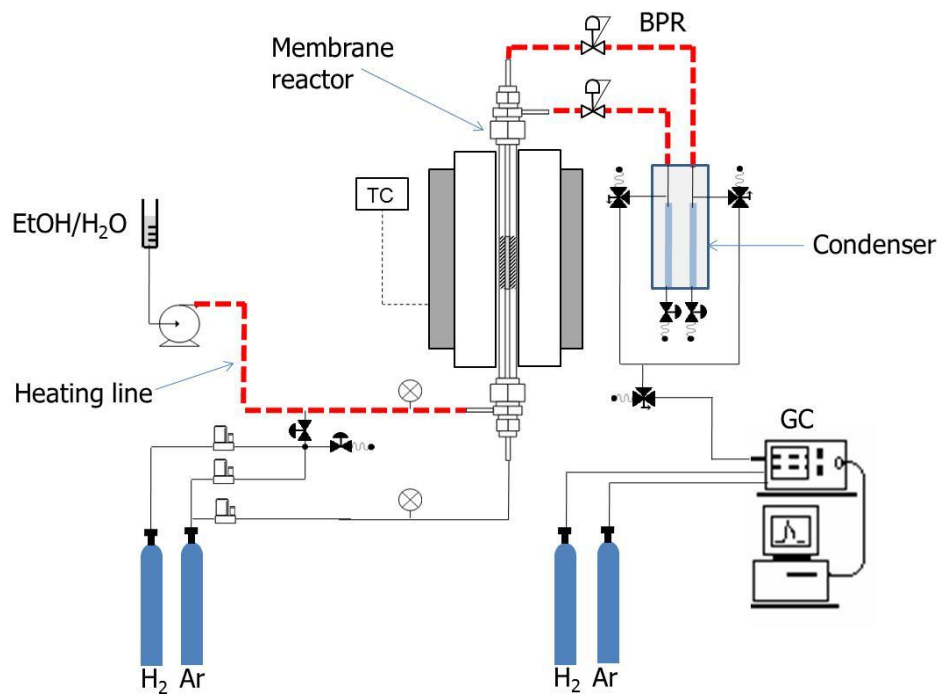 BPR
Membrane
reactor
TC
EtOH/H₂O
Condenser
Heating line
GC
H₂ Ar
H₂ Ar